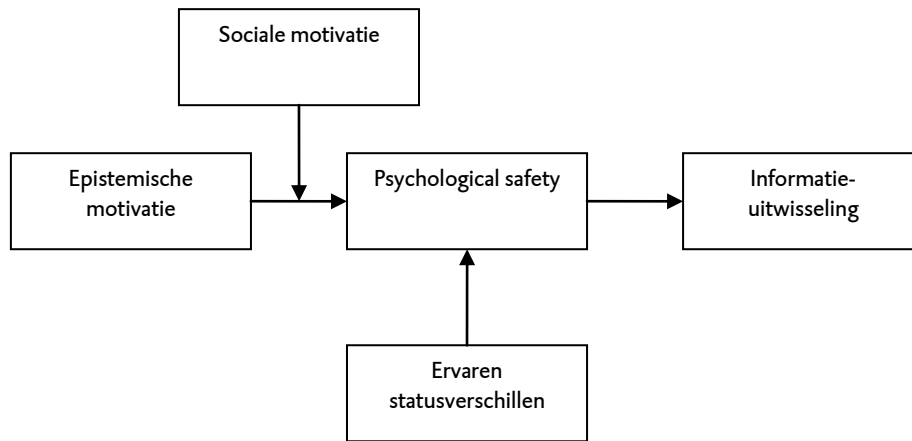 Sociale motivatie
Epistemische
motivatie
Psychological safety
Informatie-
uitwisseling
Ervaren
statusverschillen